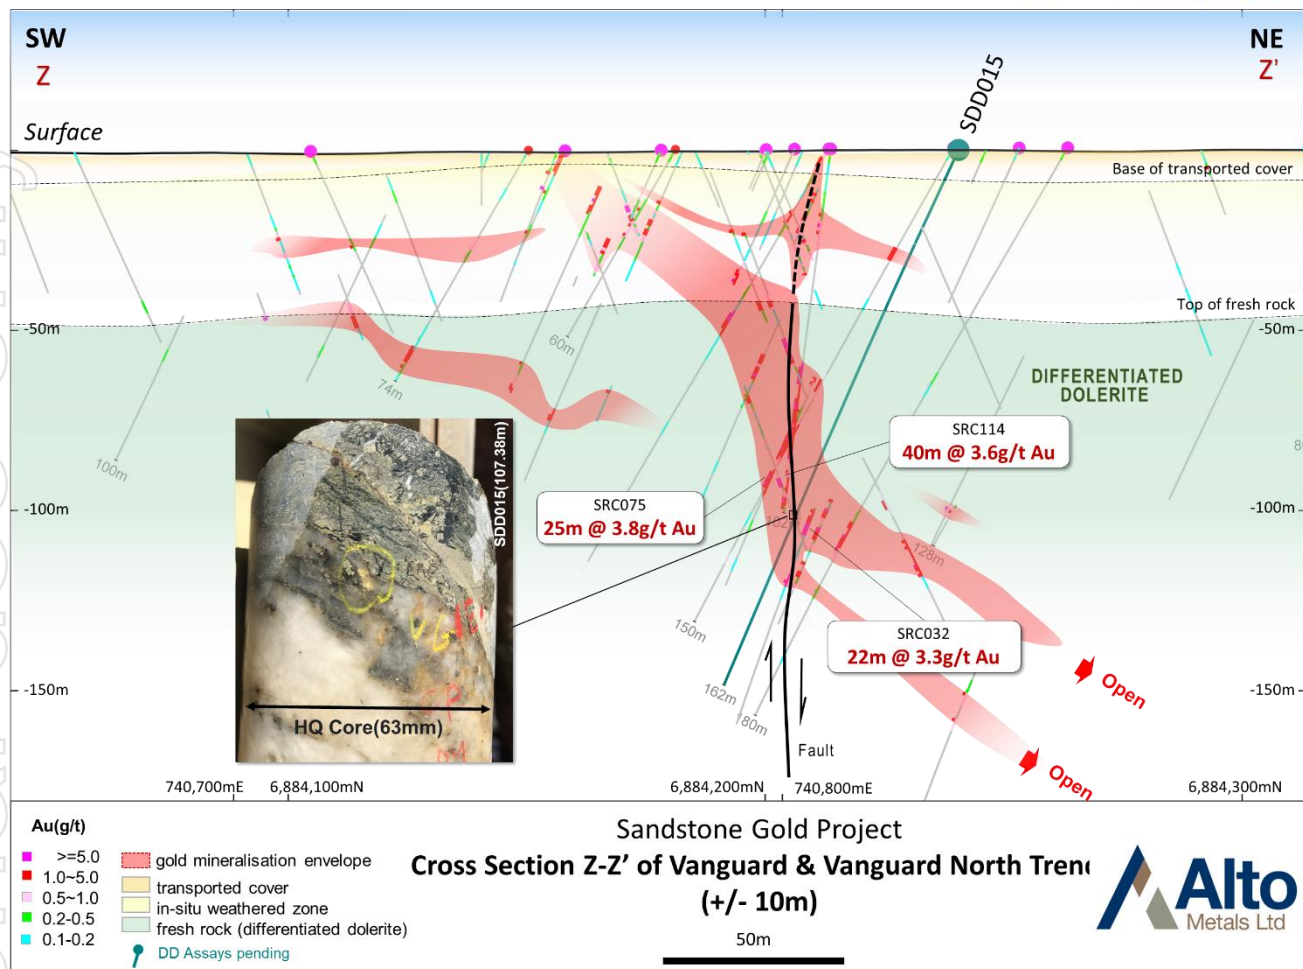 SW
NE
Z
Z'
SDD015
Surface
Base of transported cover
Top of fresh rock
-50m
-50m
60m
74m
100m
DIFFERENTIATED
DOLERITE
SRC114
40m @ 3.6g/t Au
SRC075
25m @ 3.8g/t Au
-100m
-100m
128m
SDD015(107.38m)
SRC032
22m @ 3.3g/t Au
150m
162m
180m
-150m
-150m
Open
Open
HQ Core(63mm)
Fault
740,700mE
6,884,100mN
6,884,200mN
740,800mE
6,884,300mN
Au(g/t)
>=5.0
1.0~5.0
0.5~1.0
0.2-0.5
0.1-0.2
gold mineralisation envelope
transported cover
in-situ weathered zone
fresh rock (differentiated dolerite)
DD Assays pending
Sandstone Gold Project
Cross Section Z-Z' of Vanguard & Vanguard North Tren
(+/- 10m)
50m
Alto
Metals Ltd